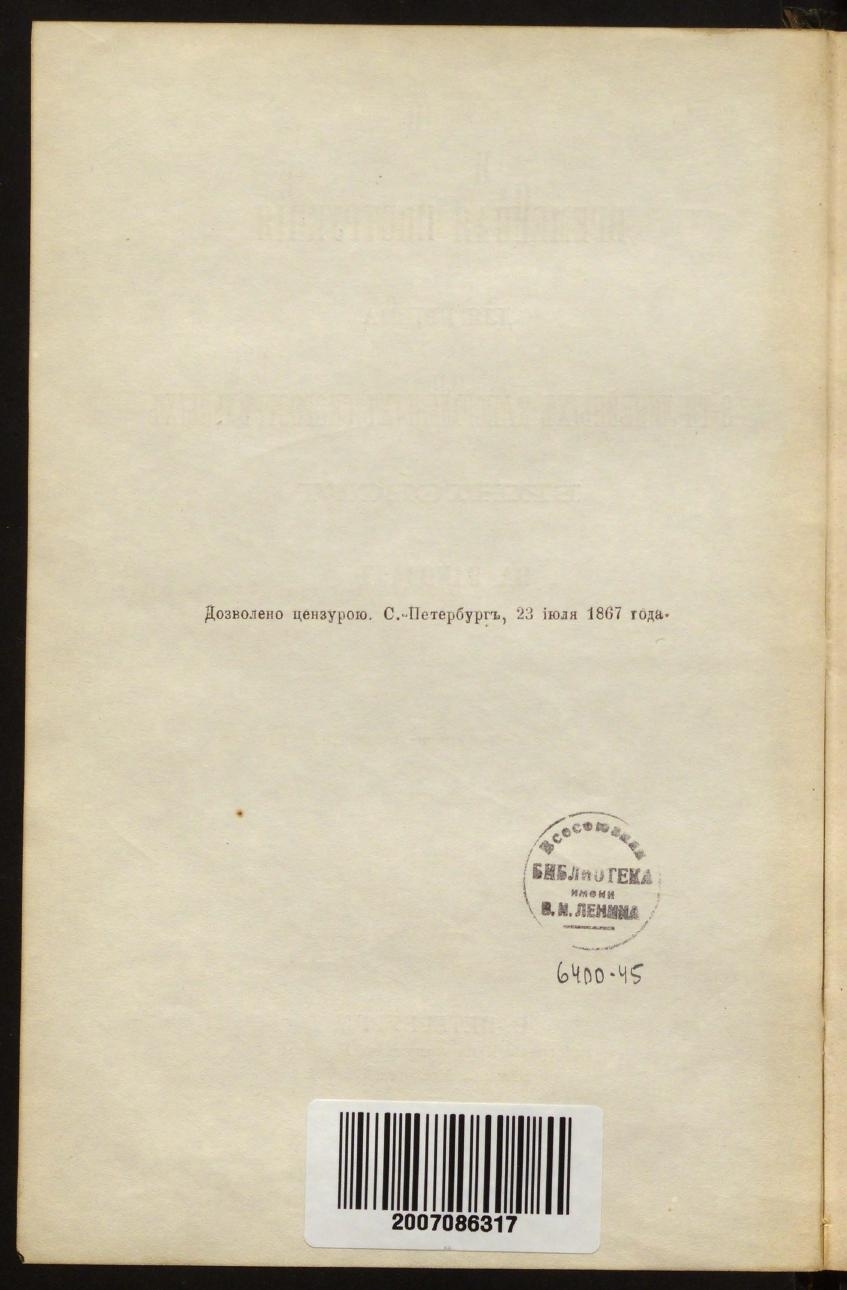 Дозволено цензурою. С.-Петербургъ, 23 іюля 1867 года.
Всесоюзная
БИБЛИОТЕКА
имени
В. И. ЛЕНИНА
6400-45
2007086317